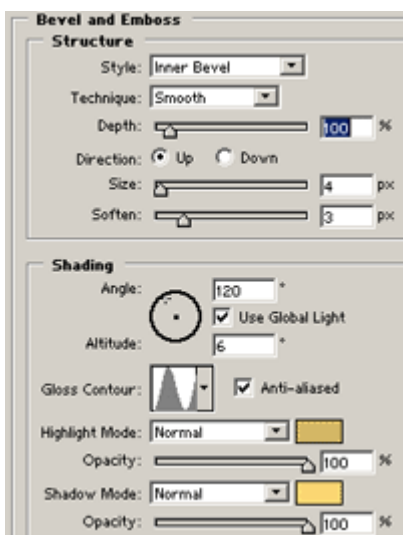 Bevel and Emboss
Structure
Style: Inner Bevel
Technique: Smooth
Depth: 100 %
Direction: Up Down
Size: 4 px
Soften: 3 px
Shading
Angle: 120 °
Use Global Light
Altitude: 6 °
Gloss Contour: Anti-aliased
Highlight Mode: Normal
Opacity: 100 %
Shadow Mode: Normal
Opacity: 100 %